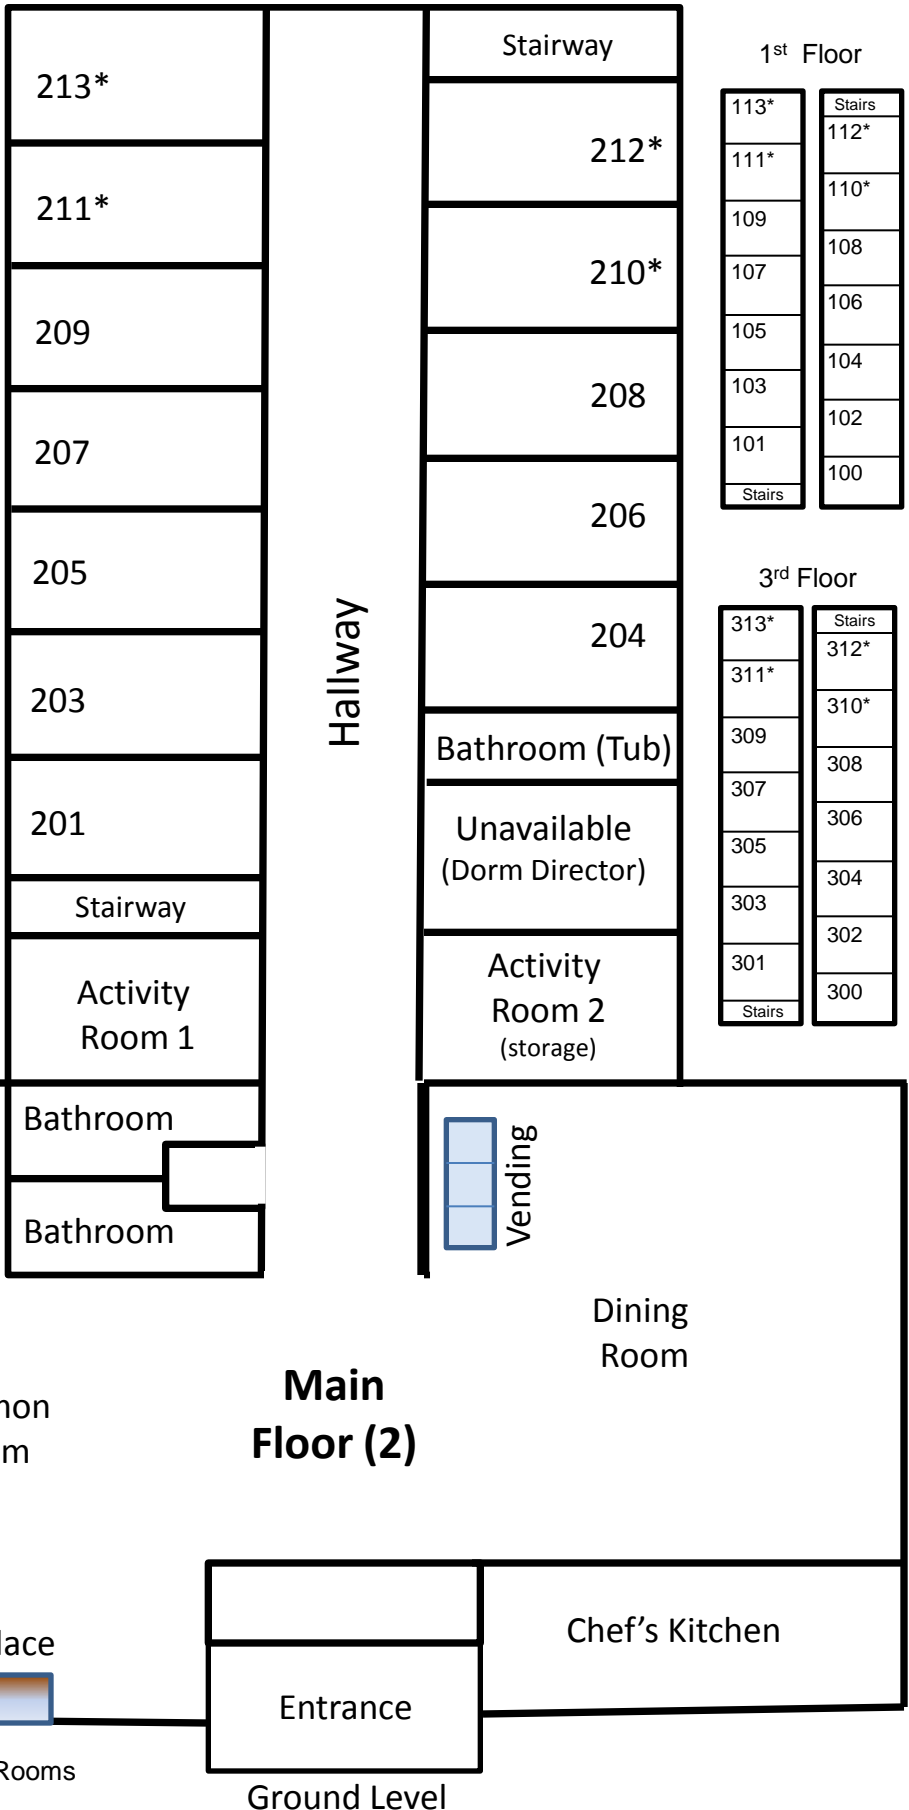 213*
211*
209
207
205
203
201
Stairway
Activity
Room 1
Bathroom
Bathroom
Hallway
Stairway
212*
210*
208
206
204
Bathroom (Tub)
Unavailable
(Dorm Director)
Activity
Room 2
(storage)
1st Floor
113*
111*
109
107
105
103
101
Stairs
Stairs
112*
110*
108
106
104
102
100
3rd Floor
313*
311*
309
307
305
303
301
Stairs
Stairs
312*
310*
308
306
304
302
300
Vending
Dining
Room
Main
Floor (2)
mon
m
lace
Rooms
Entrance
Ground Level
Chef's Kitchen